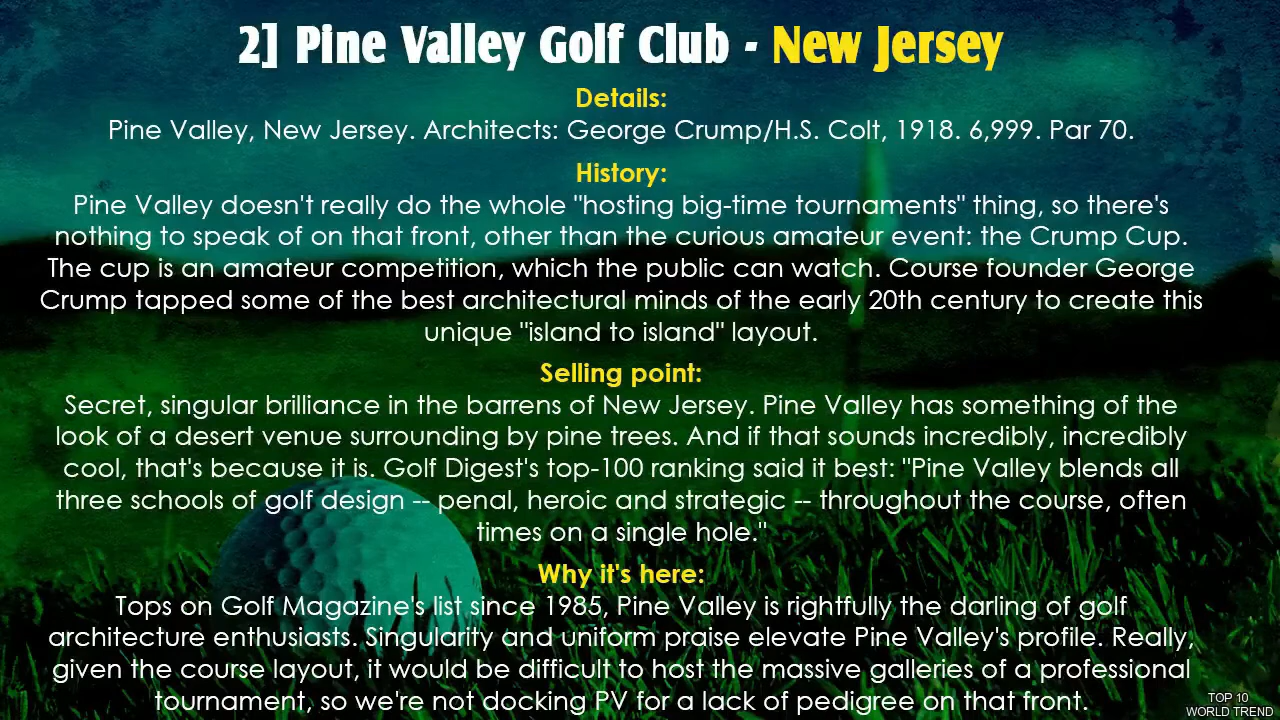 2] Pine Valley Golf Club - New Jersey
Details:
Pine Valley, New Jersey. Architects: George Crump/H.S. Colt, 1918. 6,999. Par 70.
History:
Pine Valley doesn't really do the whole "hosting big-time tournaments" thing, so there's
nothing to speak of on that front, other than the curious amateur event: the Crump Cup.
The cup is an amateur competition, which the public can watch. Course founder George
Crump tapped some of the best architectural minds of the early 20th century to create this
unique "island to island" layout.
Selling point:
Secret, singular brilliance in the barrens of New Jersey. Pine Valley has something of the
look of a desert venue surrounding by pine trees. And if that sounds incredibly, incredibly
cool, that's because it is. Golf Digest's top-100 ranking said it best: "Pine Valley blends all
three schools of golf design -- penal, heroic and strategic -- throughout the course, often
times on a single hole."
Why it's here:
Tops on Golf Magazine's list since 1985, Pine Valley is rightfully the darling of golf
architecture enthusiasts. Singularity and uniform praise elevate Pine Valley's profile. Really,
given the course layout, it would be difficult to host the massive galleries of a professional
tournament, so we're not docking PV for a lack of pedigree on that front.
TOP 10
WORLD TREND